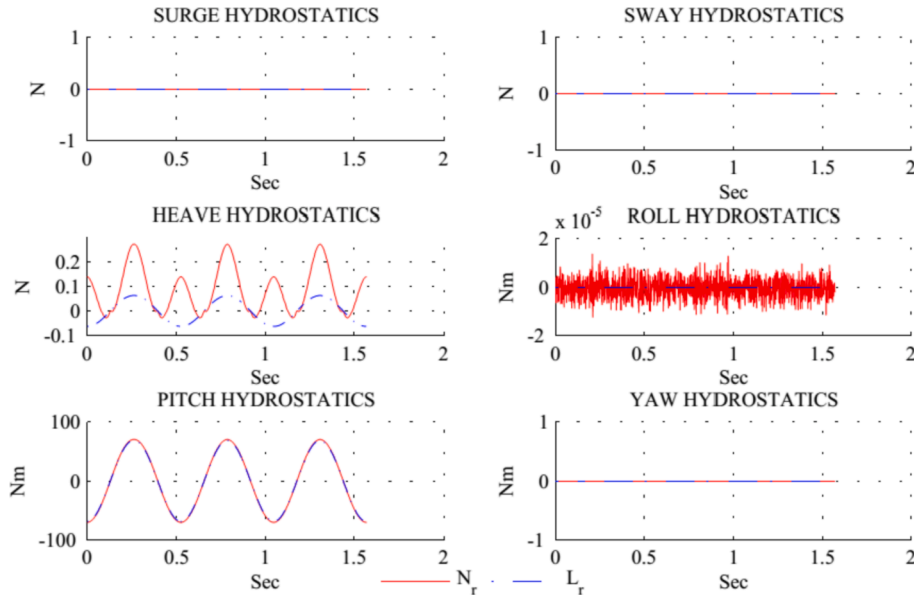 SURGE HYDROSTATICS
1
0
-1
N
0 0.5 1 1.5 2
Sec
SWAY HYDROSTATICS
1
0
-1
N
0 0.5 1 1.5 2
Sec
HEAVE HYDROSTATICS
0.2
0.1
0
-0.1
N
0 0.5 1 1.5 2
Sec
x 10^-5
ROLL HYDROSTATICS
2
0
-2
Nm
0 0.5 1 1.5 2
Sec
PITCH HYDROSTATICS
100
0
-100
Nm
0 0.5 1 1.5 2
Sec
YAW HYDROSTATICS
1
0
-1
Nm
0 0.5 1 1.5 2
Sec
N_r L_r